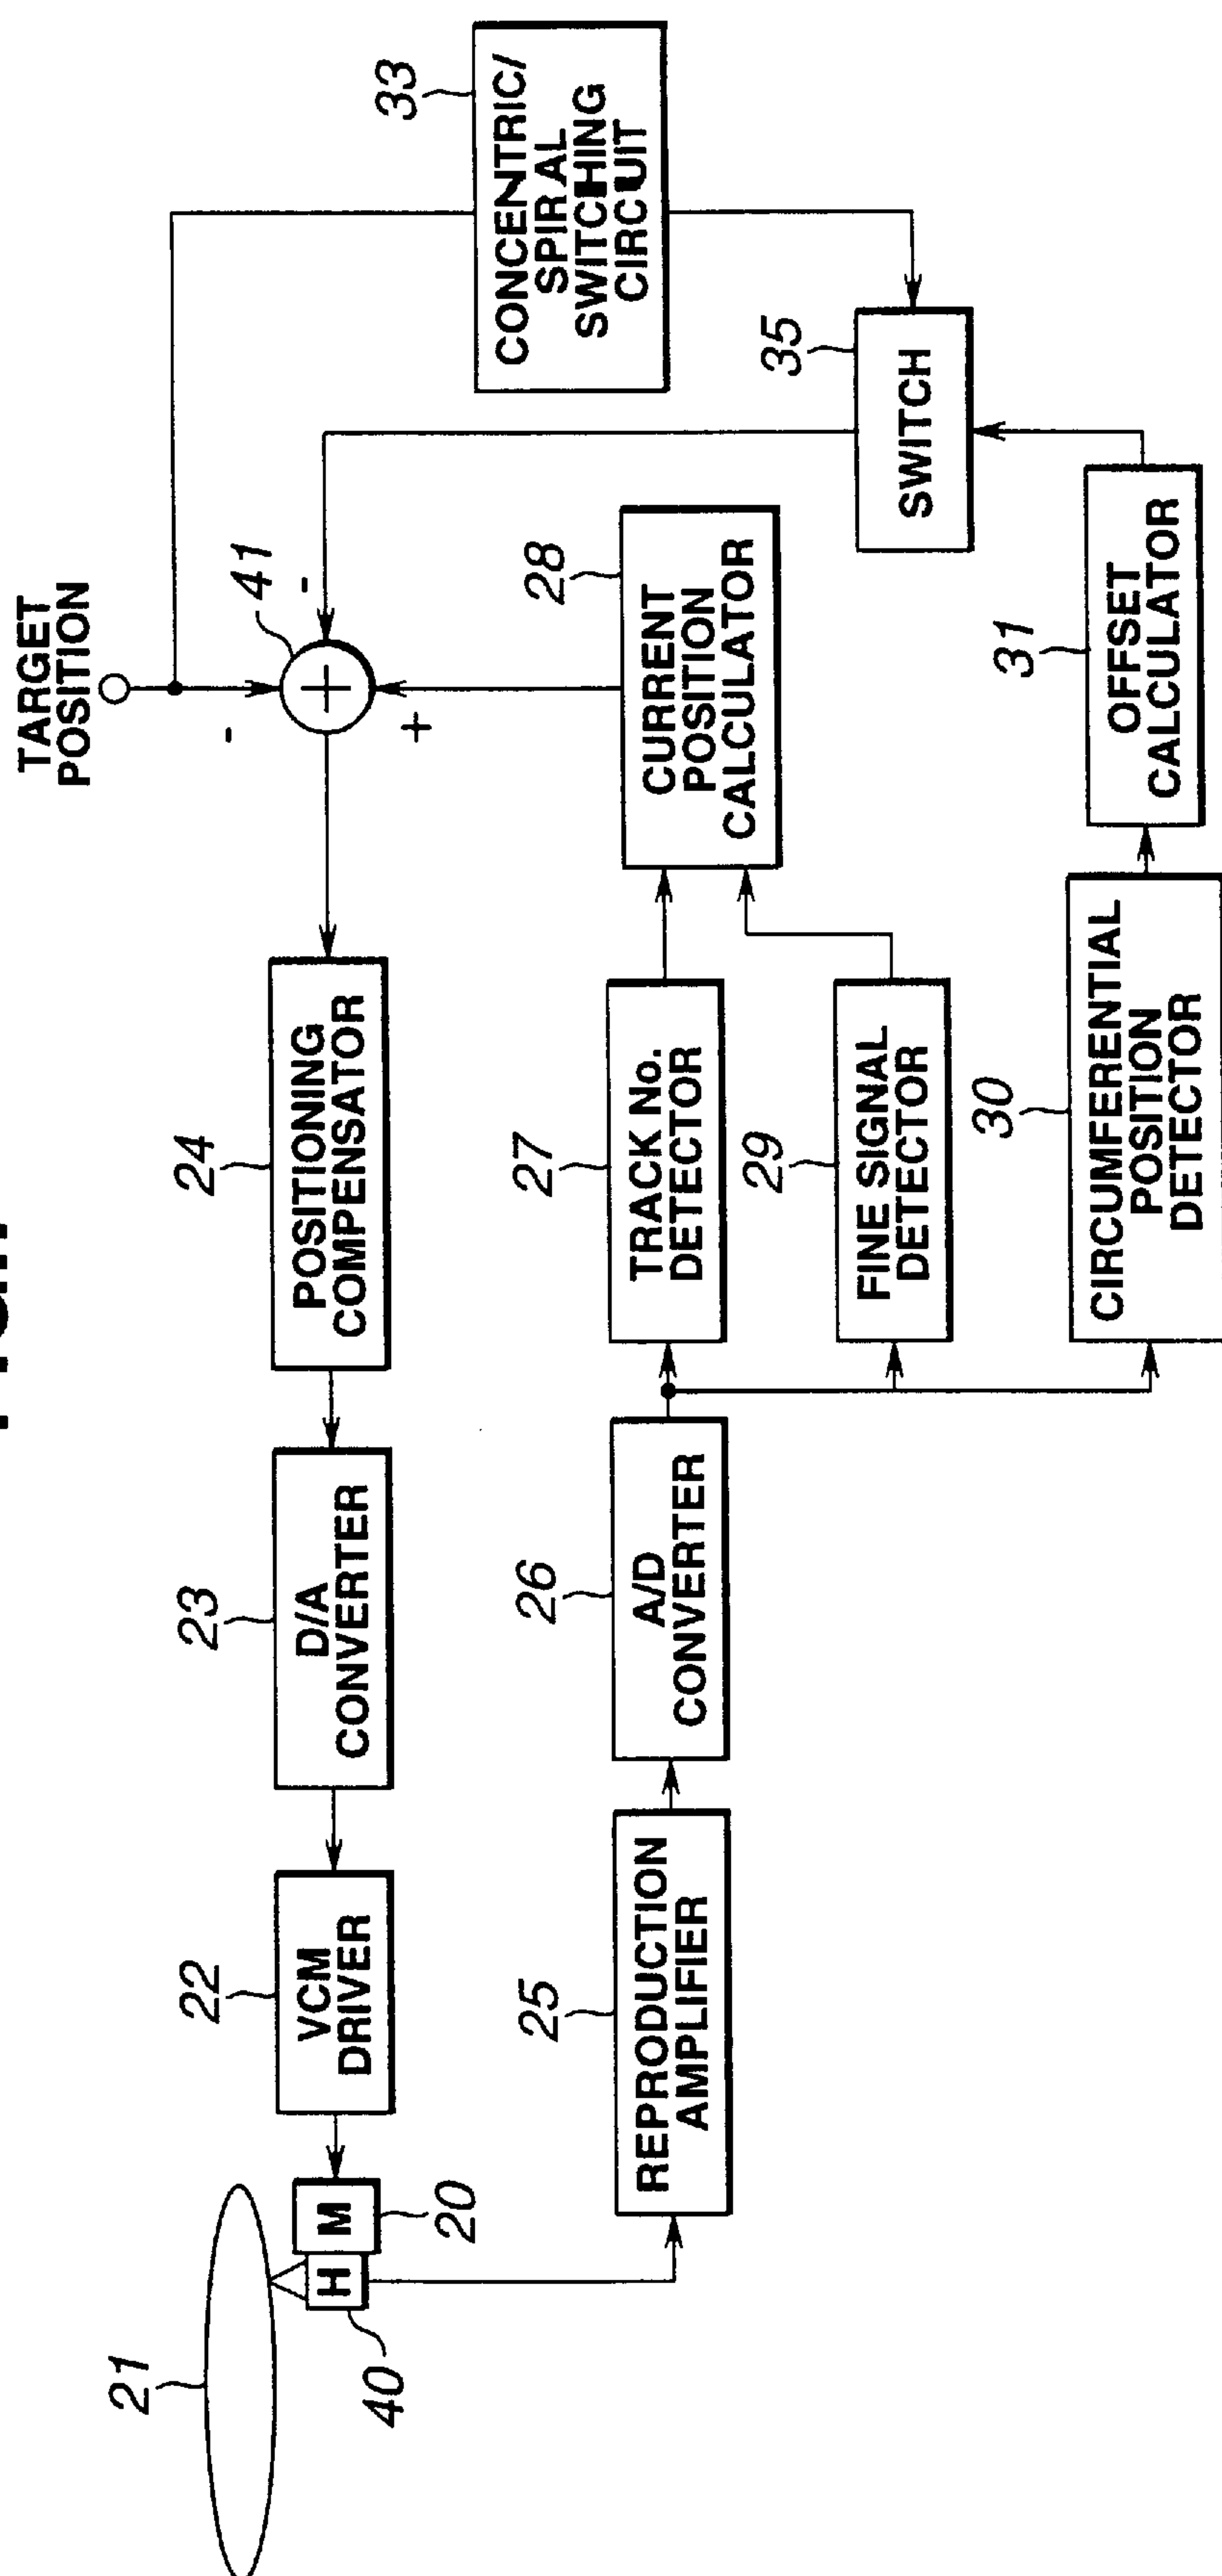 TARGET
POSITION
41
-
-
+
33
CONCENTRIC/
SPIRAL
SWITCHING
CIRCUIT
24
POSITIONING
COMPENSATOR
23
D/A
CONVERTER
22
VCM
DRIVER
21
M
20
H
40
35
SWITCH
28
CURRENT
POSITION
CALCULATOR
27
TRACK No.
DETECTOR
26
A/D
CONVERTER
25
REPRODUCTION
AMPLIFIER
29
FINE SIGNAL
DETECTOR
31
OFFSET
CALCULATOR
30
CIRCUMFERENTIAL
POSITION
DETECTOR